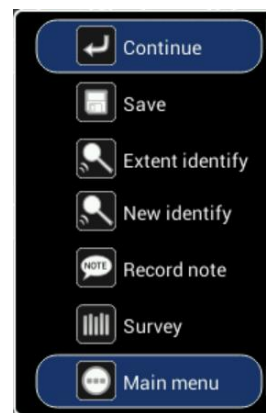 Continue
Save
Extent identify
New identify
NOTE
Record note
Survey
Main menu